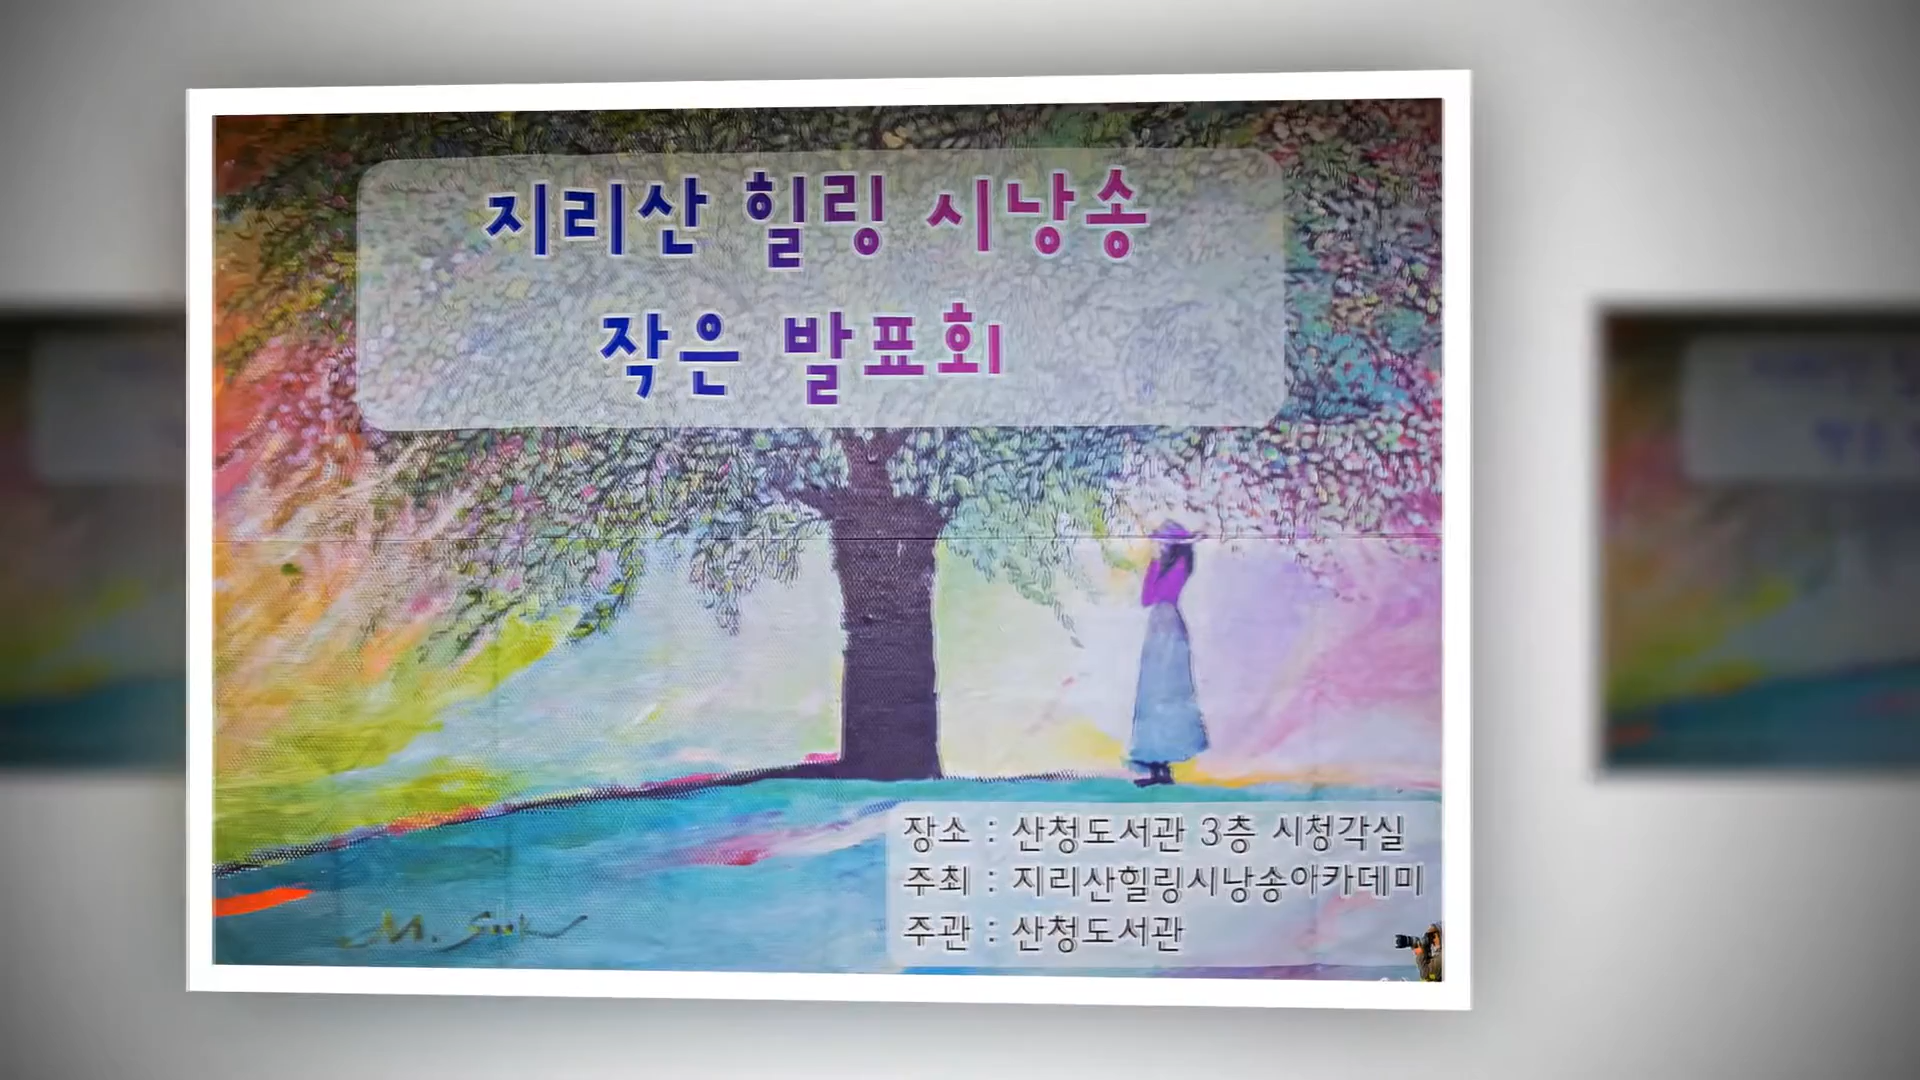 지리산 힐링 시낭송
작은 발표회
장소 : 산청도서관 3층 시청각실
주최 : 지리산힐링시낭송아카데미
주관 : 산청도서관